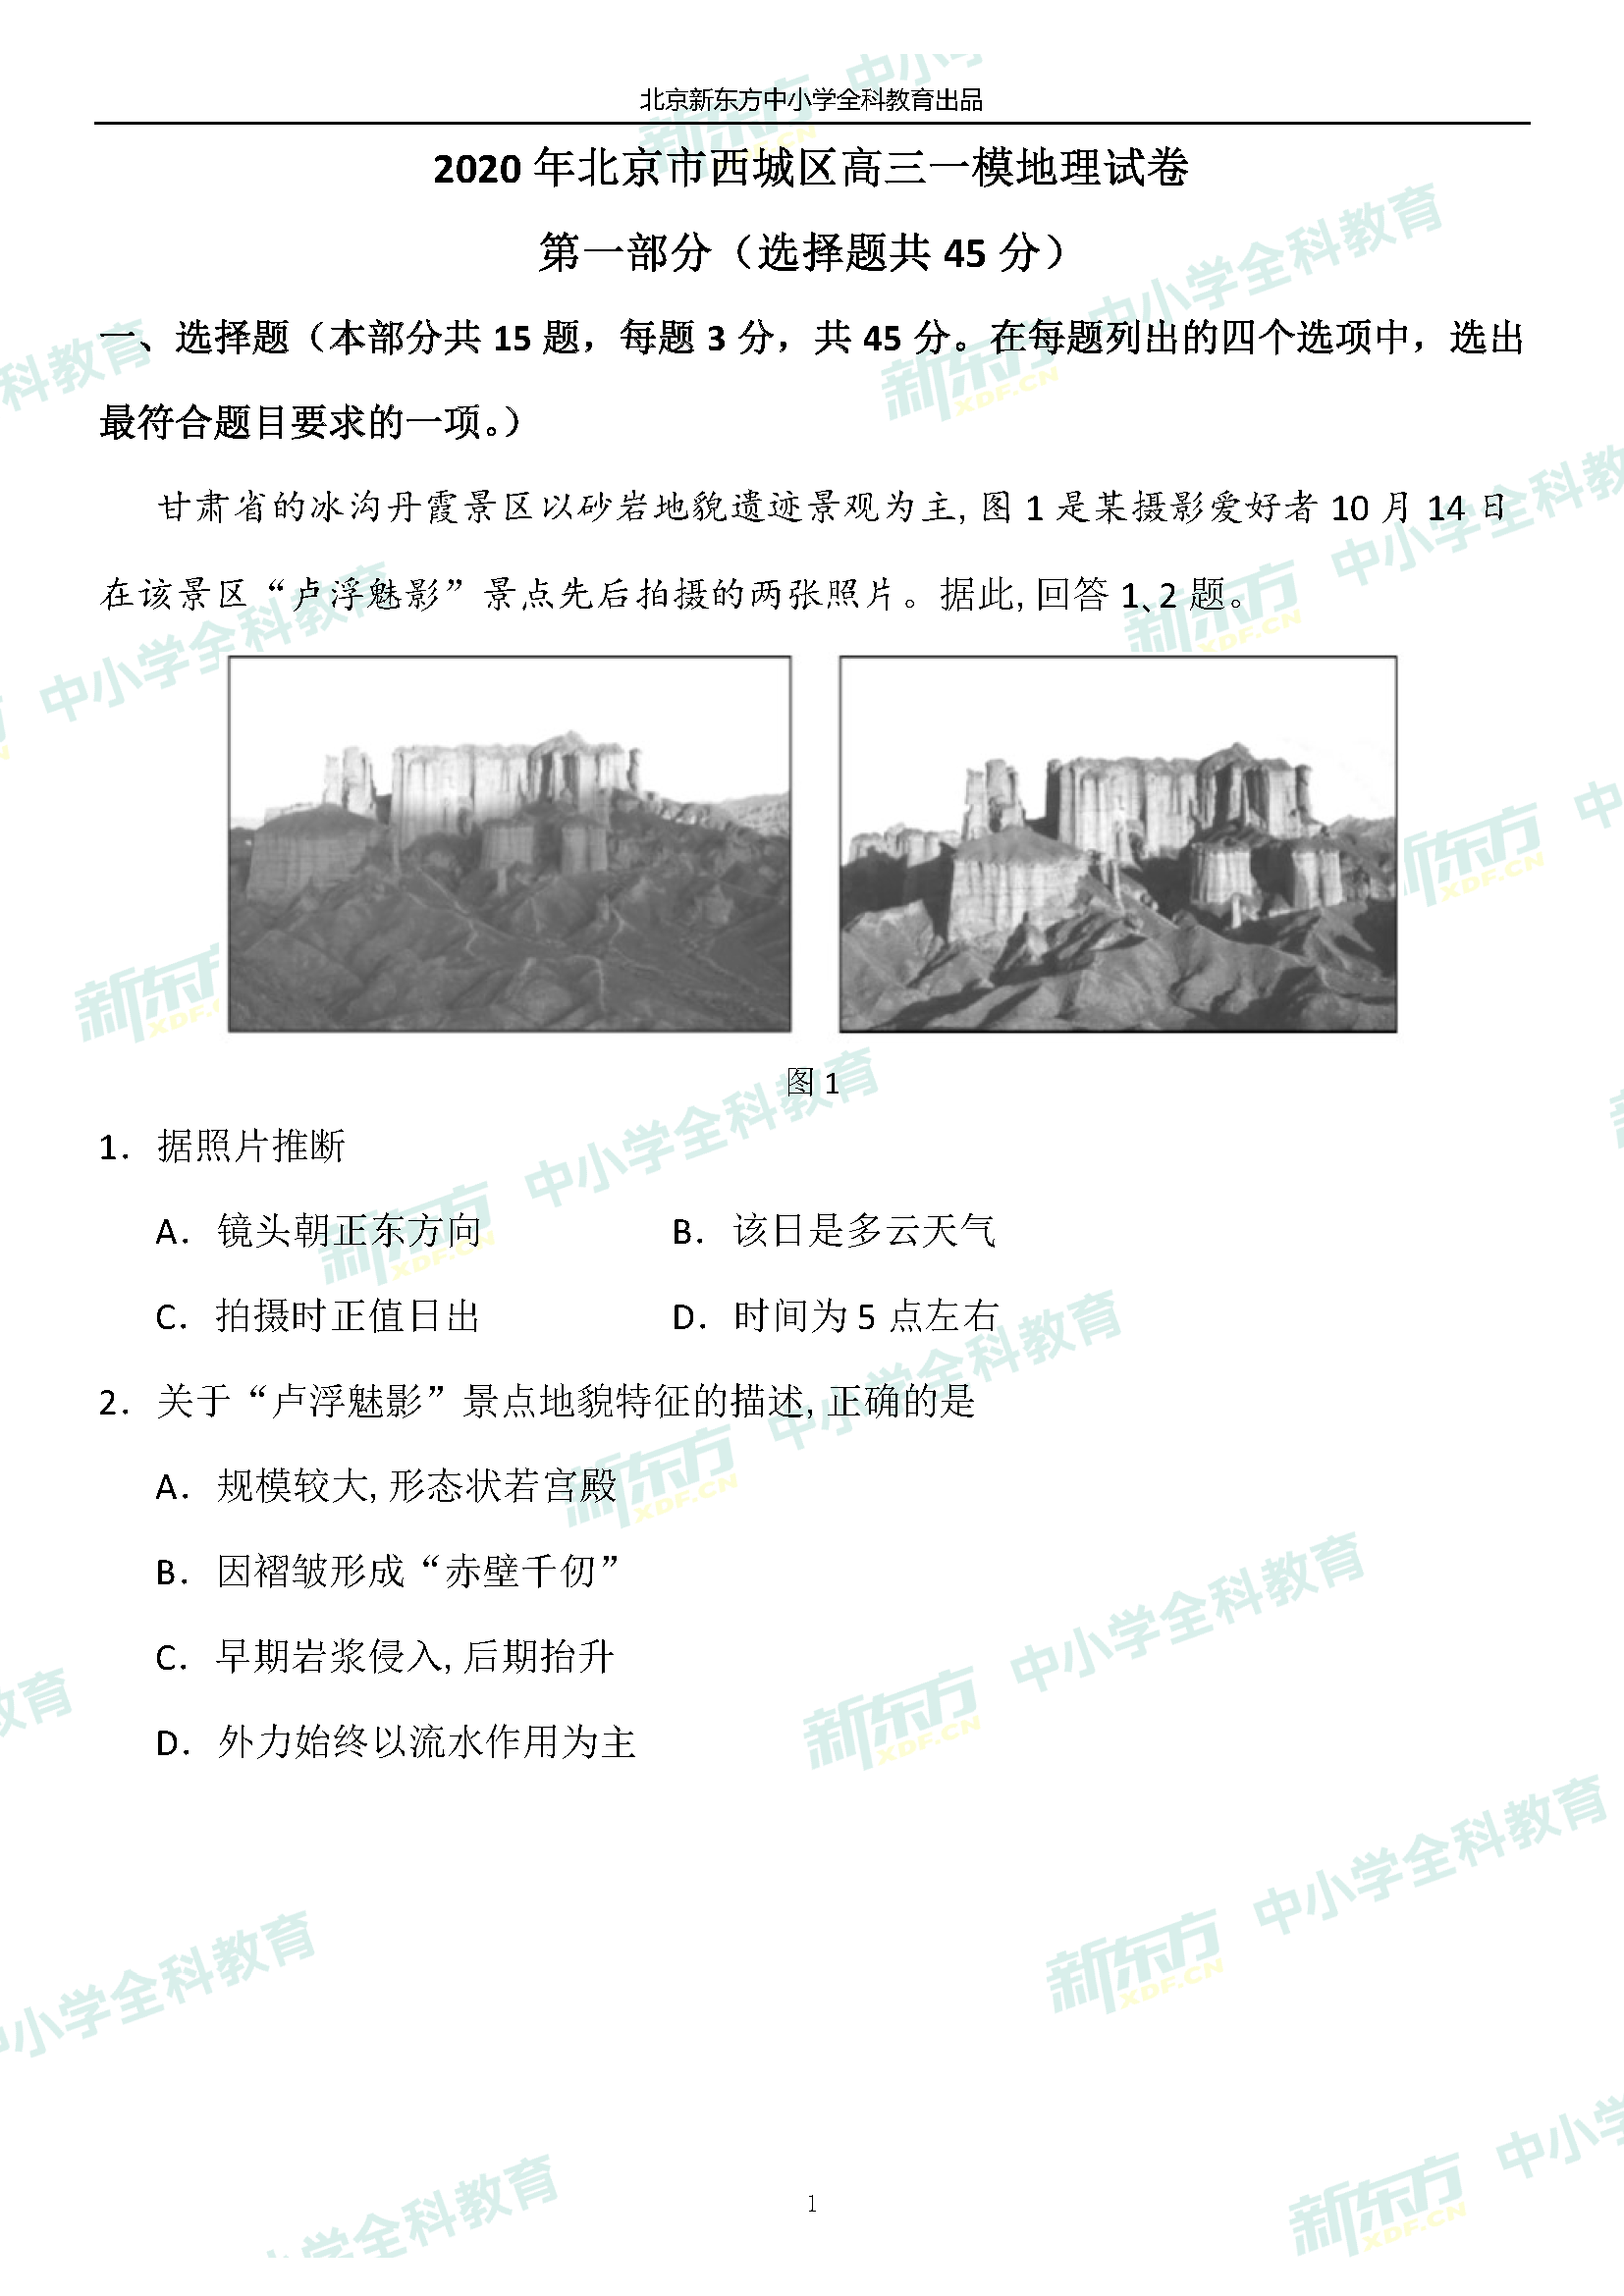 北京新东方中小学全科教育出品
2020 年北京市西城区高三一模地理试卷
第一部分（选择题共 45 分）
一、选择题（本部分共 15 题，每题 3 分，共 45 分。在每题列出的四个选项中，选出
最符合题目要求的一项。）
甘肃省的冰沟丹霞景区以砂岩地貌遗迹景观为主,图 1 是某摄影爱好者 10 月 14 日
在该景区“卢浮魅影”景点先后拍摄的两张照片。据此,回答 1、2 题。
图 1
1．据照片推断
A．镜头朝正东方向 B．该日是多云天气
C．拍摄时正值日出 D．时间为 5 点左右
2．关于“卢浮魅影”景点地貌特征的描述,正确的是
A．规模较大,形态状若宫殿
B．因褶皱形成“赤壁千仞”
C．早期岩浆侵入,后期抬升
D．外力始终以流水作用为主
1
新东方 XDF.CN 中小学全科教育